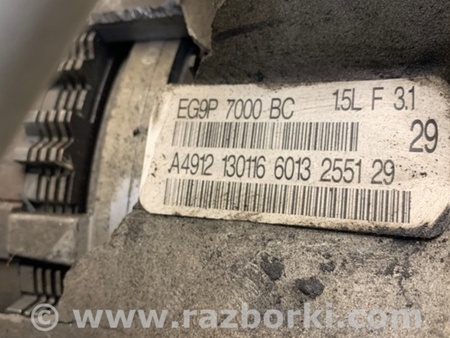 EG9P 7000 BC 1.5L F 3.1
29
A4912 130116 6013 2551 29
www.razborki.com